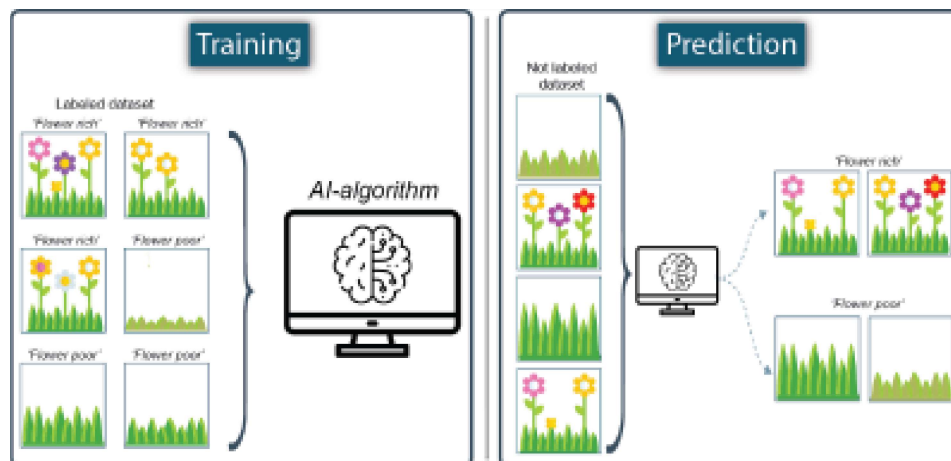 Training
Labeled dataset
'Flower rich'
'Flower rich'
'Flower rich'
'Flower poor'
'Flower poor'
'Flower poor'
AI-algorithm
Prediction
Not labeled
dataset
'Flower rich'
'Flower poor'